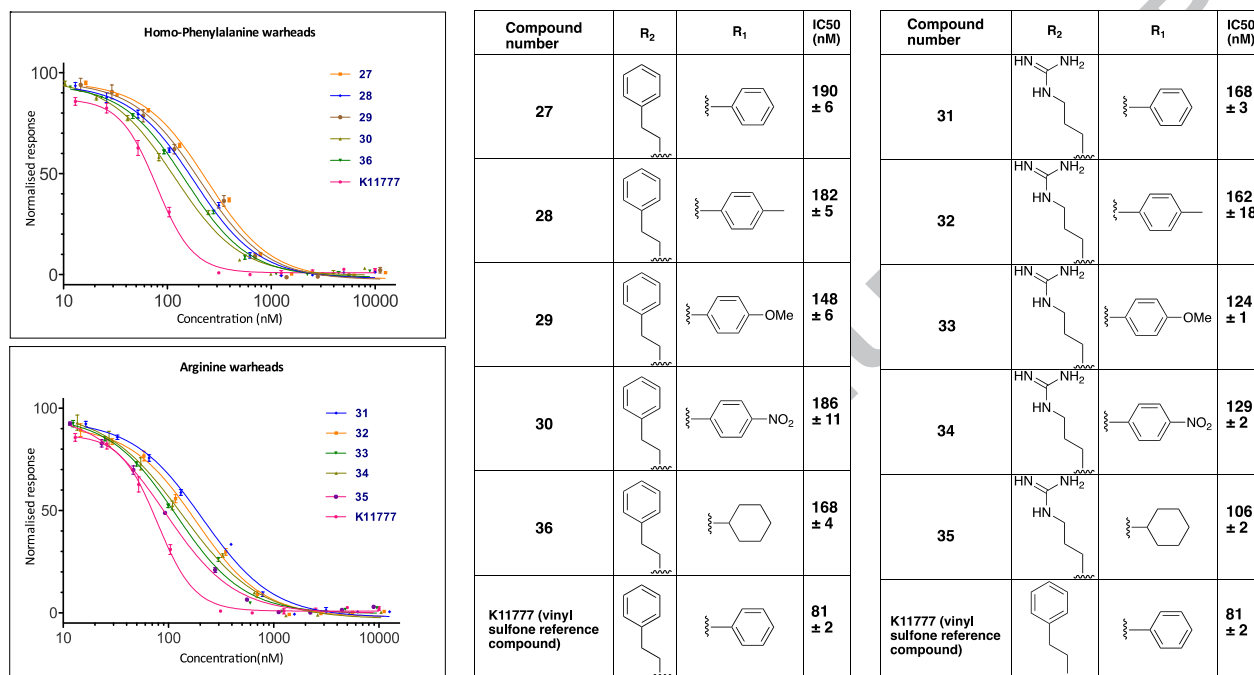 Homo-Phenylalanine warheads
Normalised response
100
50
0
10
100
1000
10000
Concentration (nM)
27
28
29
30
36
K11777
Arginine warheads
Normalised response
100
50
0
10
100
1000
10000
Concentration(nM)
31
32
33
34
35
K11777
Compound number R2 R1 IC50 (nM)
27 190 ± 6
28 182 ± 5
29 OMe 148 ± 6
30 NO2 186 ± 11
36 168 ± 4
K11777 (vinyl sulfone reference compound) 81 ± 2
Compound number R2 R1 IC50 (nM)
31 HN NH2 HN 168 ± 3
32 HN NH2 HN 162 ± 18
33 HN NH2 HN OMe 124 ± 1
34 HN NH2 HN NO2 129 ± 2
35 HN NH2 HN 106 ± 2
K11777 (vinyl sulfone reference compound) 81 ± 2